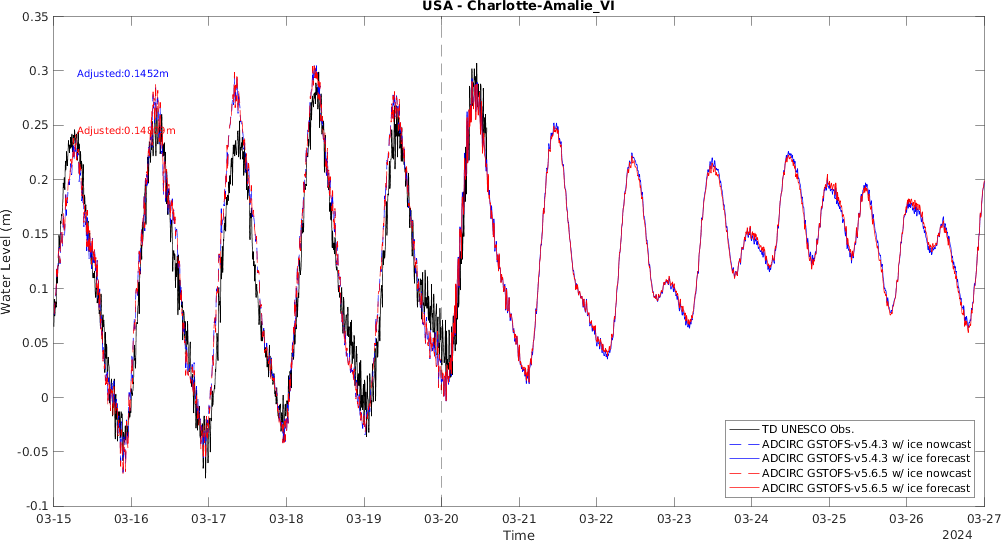 USA - Charlotte-Amalie_VI
0.35
0.3
0.25
0.2
0.15
0.1
0.05
0
-0.05
-0.1
Water Level (m)
Adjusted:0.1452m
TD UNESCO Obs.
ADCIRC GSTOFS-v5.4.3 w/ ice nowcast
ADCIRC GSTOFS-v5.4.3 w/ ice forecast
ADCIRC GSTOFS-v5.6.5 w/ ice nowcast
ADCIRC GSTOFS-v5.6.5 w/ ice forecast
03-15 03-16 03-17 03-18 03-19 03-20 03-21 03-22 03-23 03-24 03-25 03-26 03-27
Time
2024